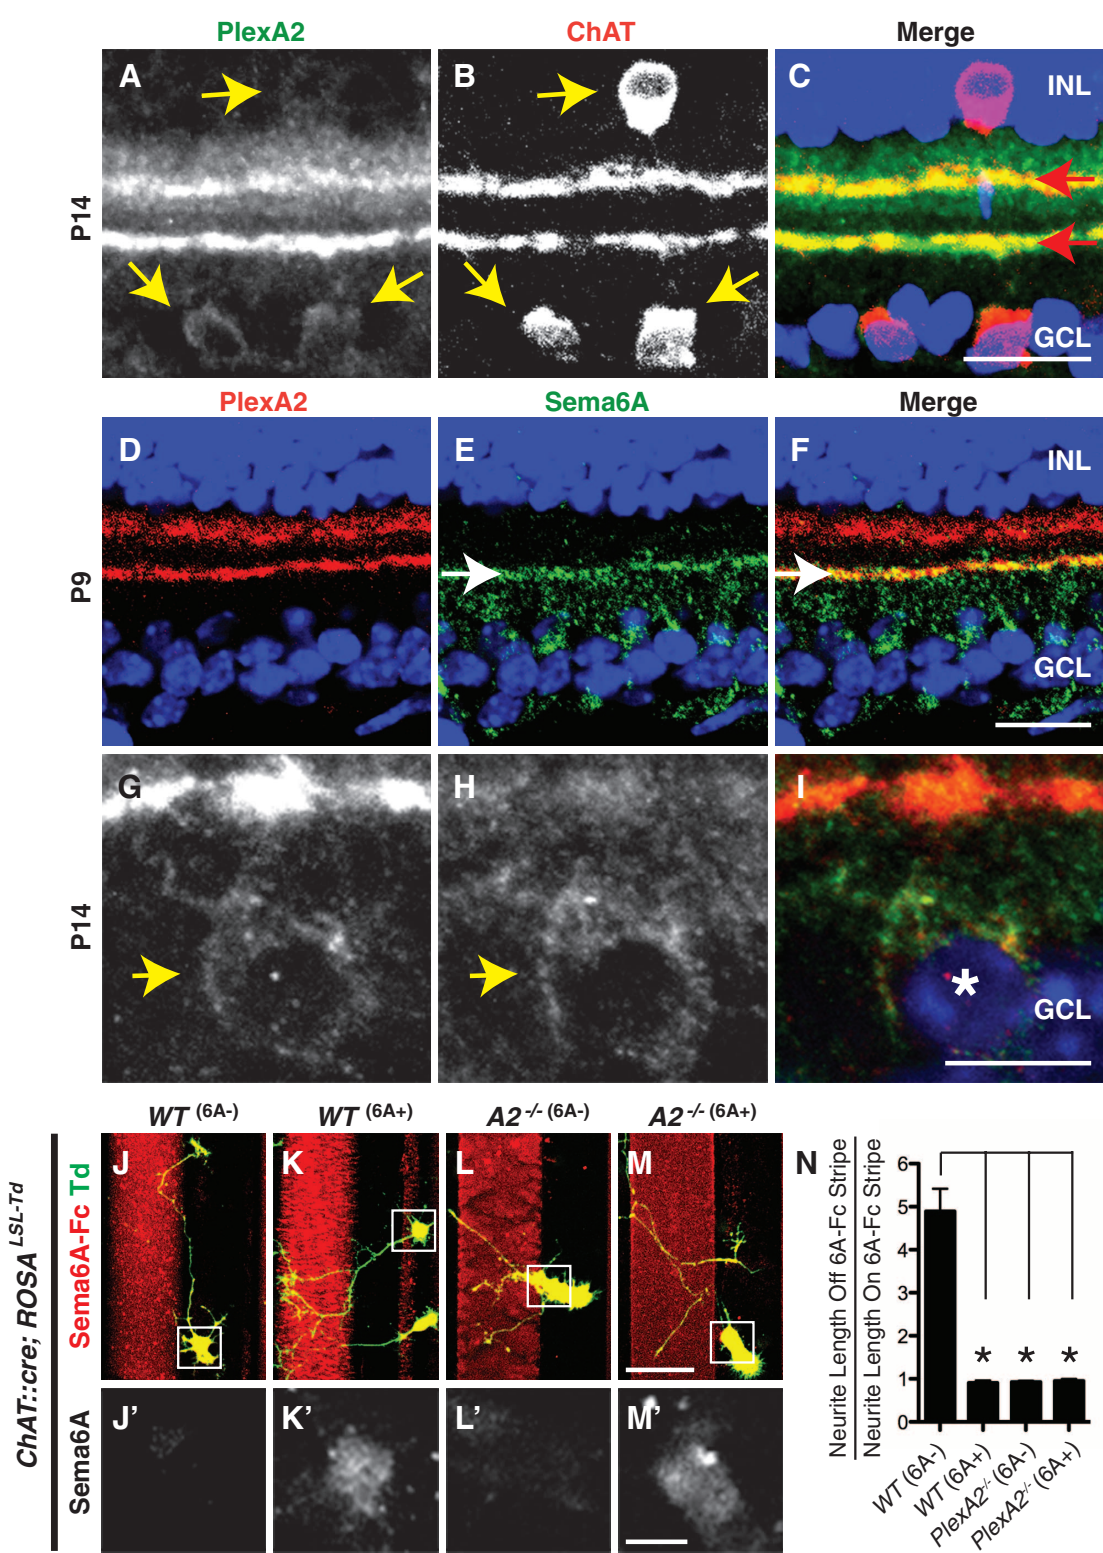 PlexA2 ChAT Merge
P14
A B C INL
GCL
PlexA2 Sema6A Merge
P9
D E F INL
GCL
P14
G H I
*
GCL
WT (6A-) WT (6A+) A2-/- (6A-) A2-/- (6A+)
ChAT::cre; ROSA LSL-Td
Sema6A-Fc Td
J K L M
Sema6A
J' K' L' M'
N
Neurite Length Off 6A-Fc Stripe
Neurite Length On 6A-Fc Stripe
6
5
4
3
2
1
0
* * *
WT (6A-)
WT (6A+)
PlexA2-/- (6A-)
PlexA2-/- (6A+)